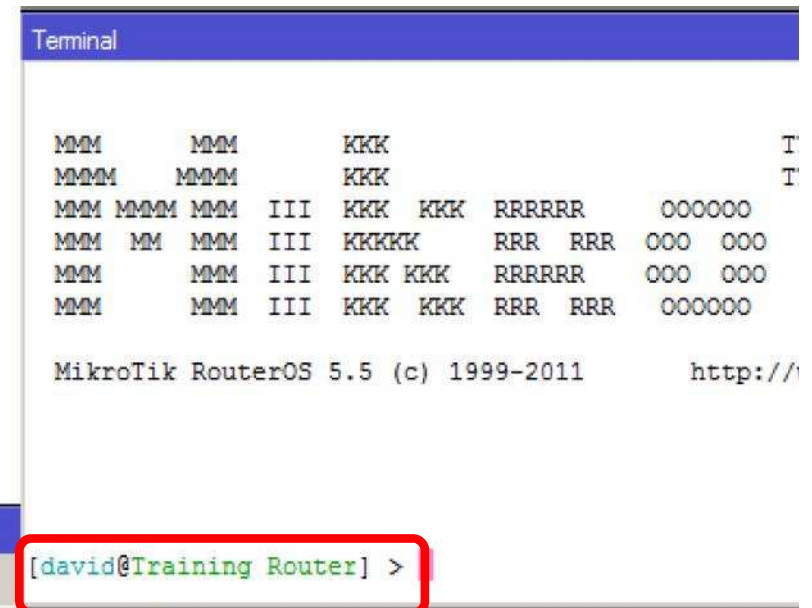 Terminal
MMM      MMM       KKK                          T
MMMM    MMMM       KKK                          T
MMM MMMM MMM  III  KKK  KKK  RRRRRR     OOOOOO
MMM  MM  MMM  III  KKKKK     RRR  RRR  OOO  OOO
MMM      MMM  III  KKK KKK   RRRRRR    OOO  OOO
MMM      MMM  III  KKK  KKK  RRR  RRR   OOOOOO
MikroTik RouterOS 5.5 (c) 1999-2011       http://
[david@Training Router] >